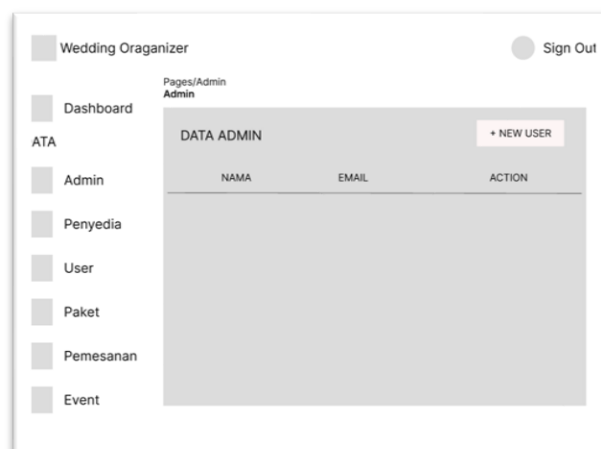 Wedding Oraganizer
Sign Out
Pages/Admin
Admin
Dashboard
ATA
Admin
Penyedia
User
Paket
Pemesanan
Event
DATA ADMIN
+ NEW USER
NAMA EMAIL ACTION